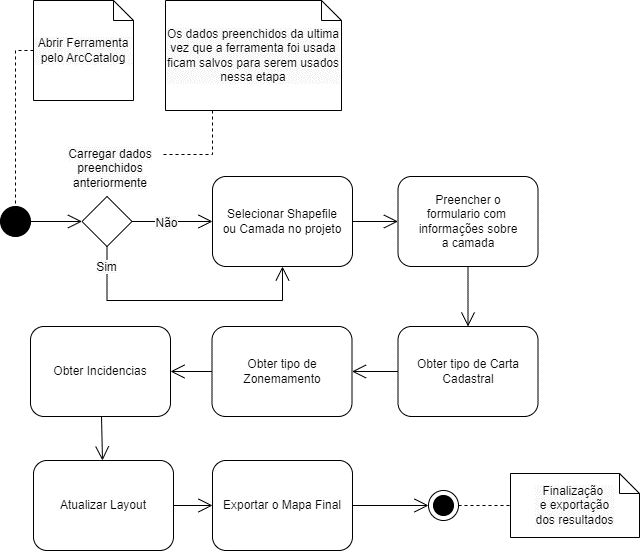 Abrir Ferramenta
pelo ArcCatalog
Os dados preenchidos da ultima
vez que a ferramenta foi usada
ficam salvos para serem usados
nessa etapa
Carregar dados
preenchidos
anteriormente
Não
Sim
Selecionar Shapefile
ou Camada no projeto
Preencher o
formulario com
informações sobre
a camada
Obter Incidencias
Obter tipo de
Zonemamento
Obter tipo de Carta
Cadastral
Atualizar Layout
Exportar o Mapa Final
Finalização
e exportação
dos resultados